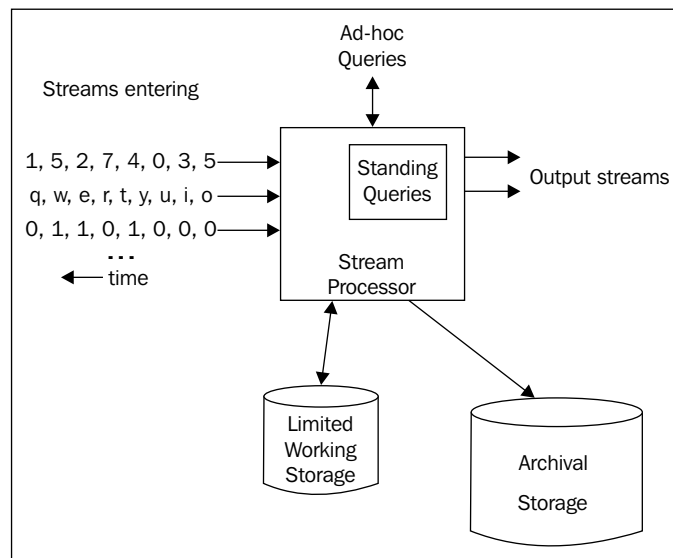 Ad-hoc
Queries
Streams entering
1, 5, 2, 7, 4, 0, 3, 5
q, w, e, r, t, y, u, i, o
0, 1, 1, 0, 1, 0, 0, 0
...
time
Standing
Queries
Stream
Processor
Output streams
Limited
Working
Storage
Archival
Storage